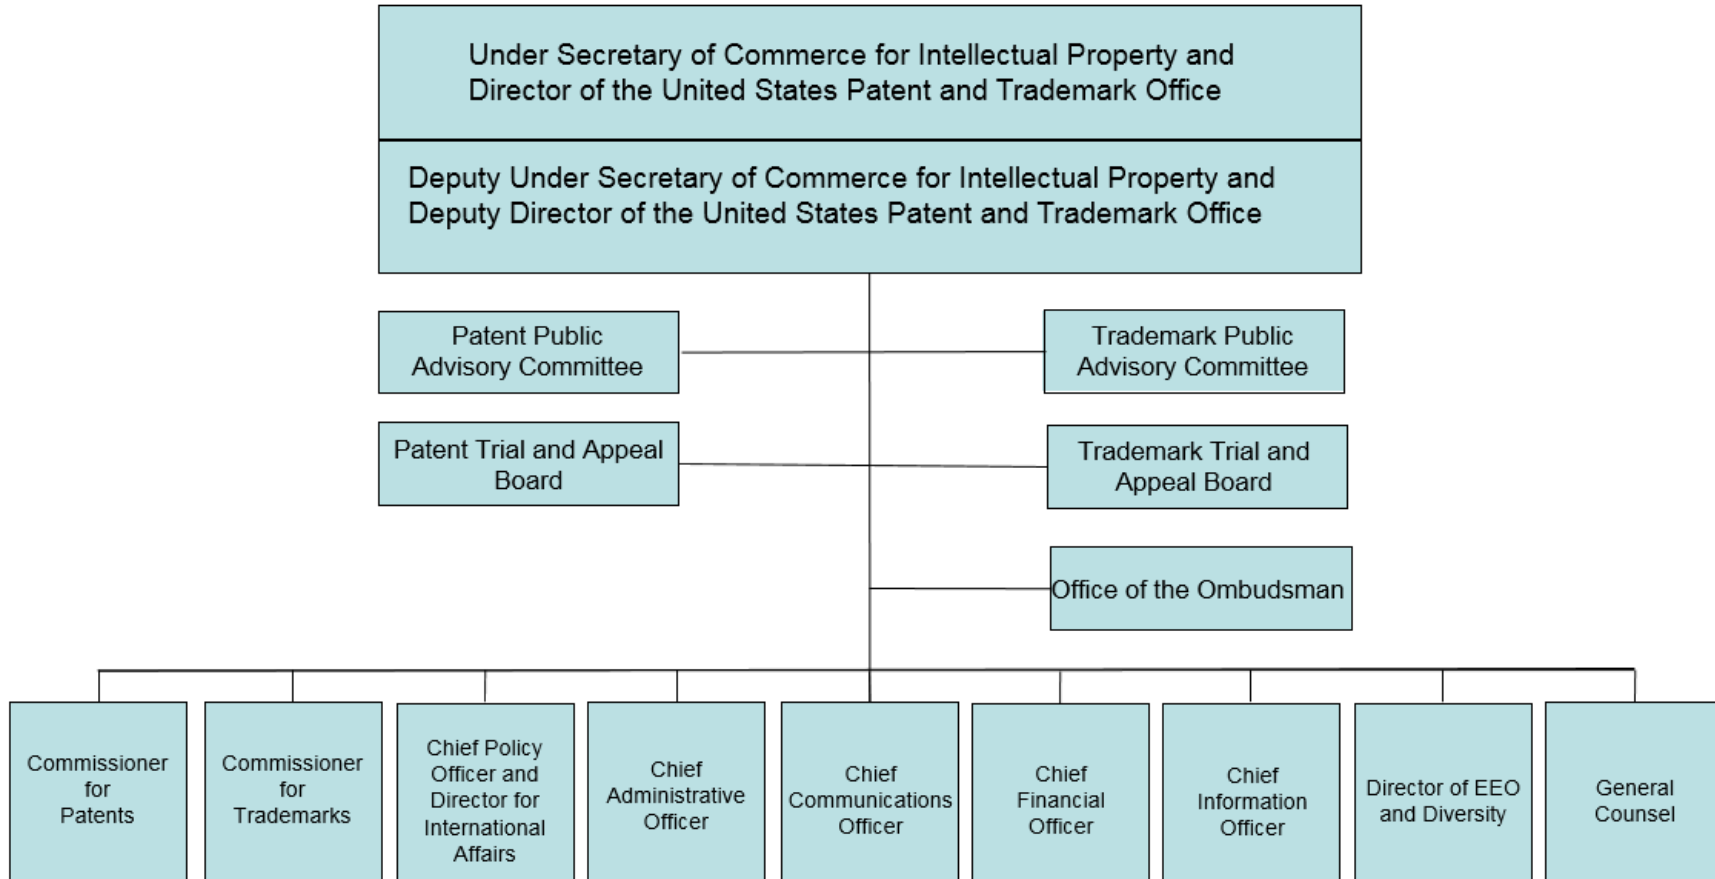 Under Secretary of Commerce for Intellectual Property and
Director of the United States Patent and Trademark Office
Deputy Under Secretary of Commerce for Intellectual Property and
Deputy Director of the United States Patent and Trademark Office
Patent Public
Advisory Committee
Trademark Public
Advisory Committee
Patent Trial and Appeal
Board
Trademark Trial and
Appeal Board
Office of the Ombudsman
Commissioner
for
Patents
Commissioner
for
Trademarks
Chief Policy
Officer and
Director for
International
Affairs
Chief
Administrative
Officer
Chief
Communications
Officer
Chief
Financial
Officer
Chief
Information
Officer
Director of EEO
and Diversity
General
Counsel